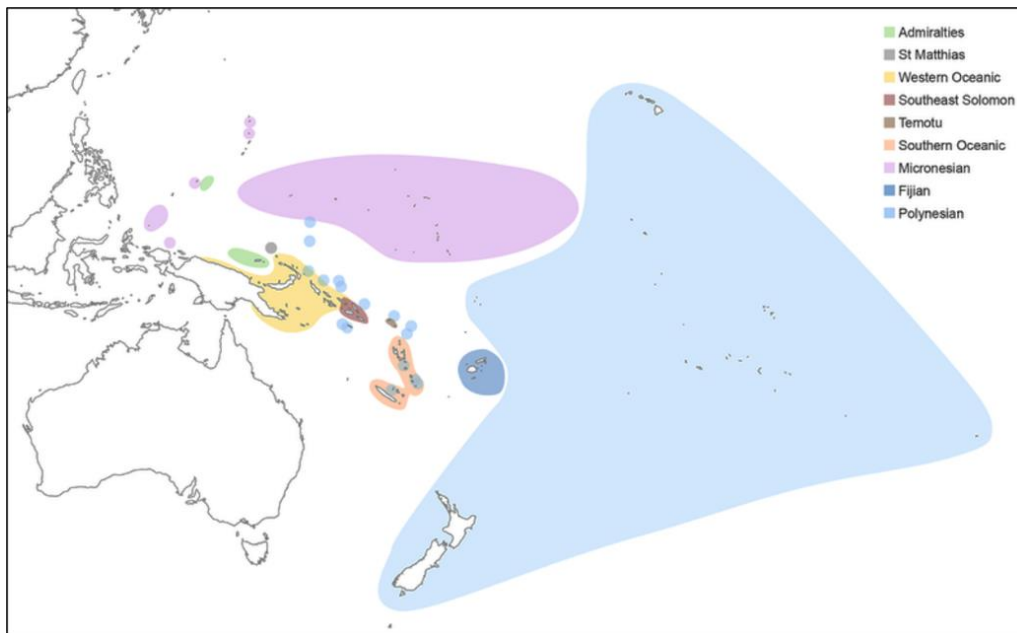 Admiralties
St Matthias
Western Oceanic
Southeast Solomon
Temotu
Southern Oceanic
Micronesian
Fijian
Polynesian